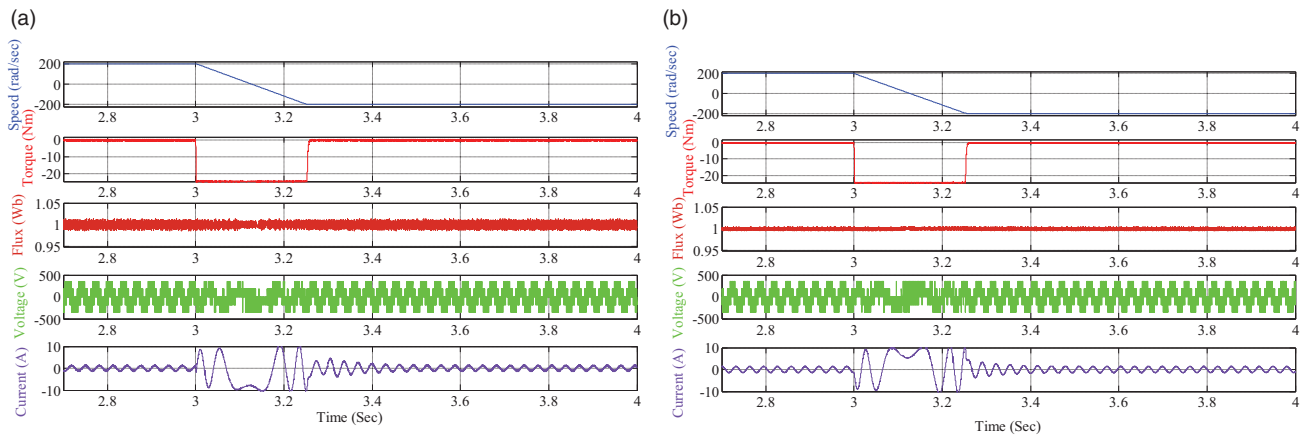 (a)
Speed (rad/sec)
200
0
-200
2.8 3 3.2 3.4 3.6 3.8 4
Torque (Nm)
0
-10
-20
2.8 3 3.2 3.4 3.6 3.8 4
Flux (Wb)
1.05
1
0.95
2.8 3 3.2 3.4 3.6 3.8 4
Voltage (V)
500
0
-500
2.8 3 3.2 3.4 3.6 3.8 4
Current (A)
10
0
-10
2.8 3 3.2 3.4 3.6 3.8 4
Time (Sec)
(b)
Speed (rad/sec)
200
0
-200
2.8 3 3.2 3.4 3.6 3.8 4
Torque (Nm)
0
-10
-20
2.8 3 3.2 3.4 3.6 3.8 4
Flux (Wb)
1.05
1
0.95
2.8 3 3.2 3.4 3.6 3.8 4
Voltage (V)
500
0
-500
2.8 3 3.2 3.4 3.6 3.8 4
Current (A)
10
0
-10
2.8 3 3.2 3.4 3.6 3.8 4
Time (Sec)